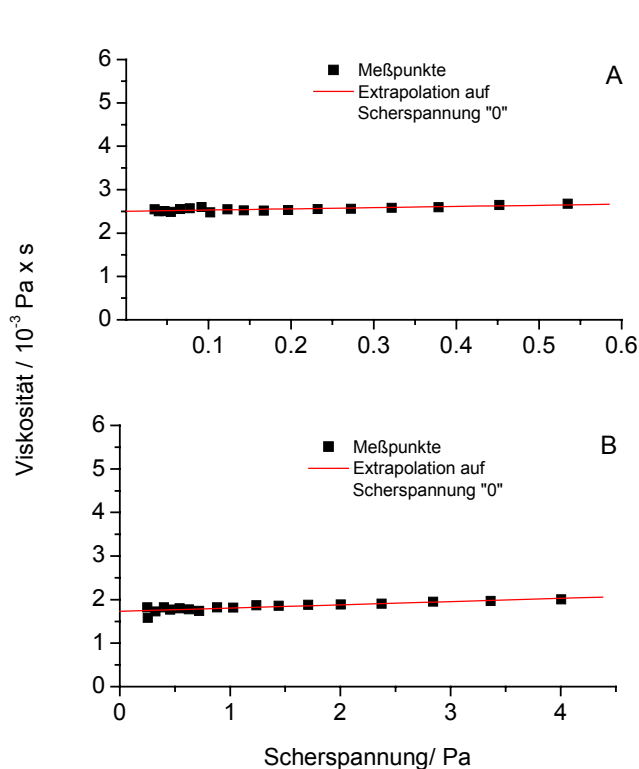 Viskosität / 10⁻³ Pa x s
6
5
4
3
2
1
0
Meßpunkte
Extrapolation auf
Scherspannung "0"
A
0.1 0.2 0.3 0.4 0.5 0.6
6
5
4
3
2
1
0
Meßpunkte
Extrapolation auf
Scherspannung "0"
B
0 1 2 3 4
Scherspannung/ Pa